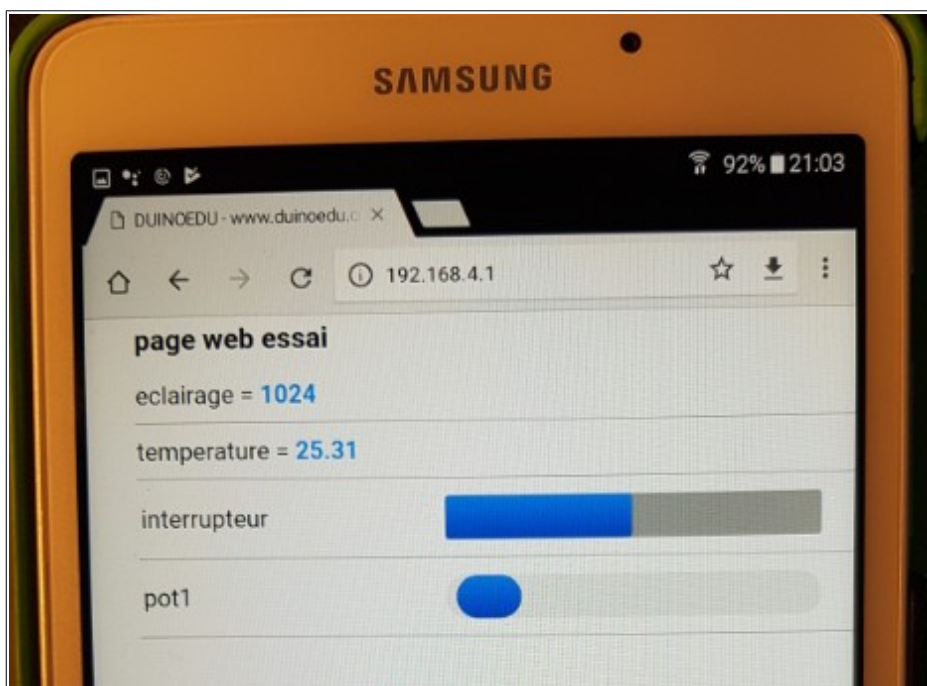 SAMSUNG
92% 21:03
DUINOEDU - www.duinoedu.c
192.168.4.1
page web essai
eclairage = 1024
temperature = 25.31
interrupteur
pot1